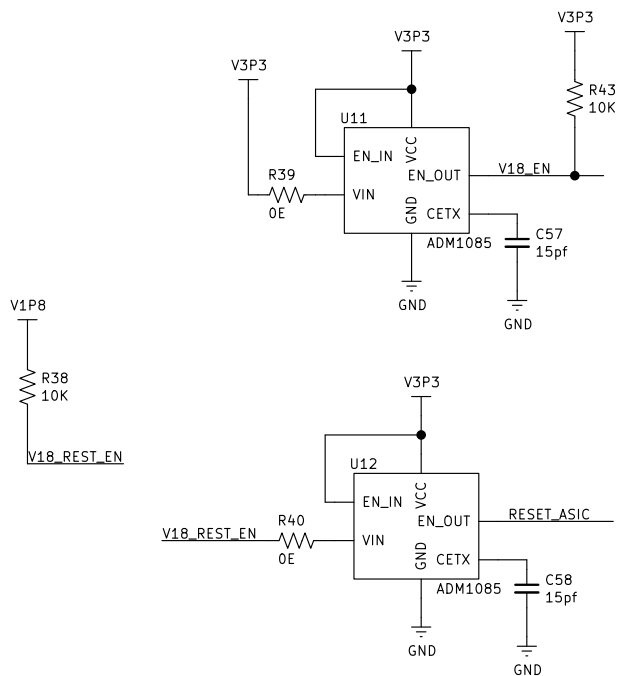 V3P3
V3P3
V3P3
R43
10K
U11
VCC
EN_IN
EN_OUT
V18_EN
R39
0E
VIN
GND
CETX
ADM1085
C57
15pf
GND
GND
V1P8
R38
10K
V18_REST_EN
V3P3
U12
VCC
EN_IN
EN_OUT
RESET_ASIC
V18_REST_EN
R40
0E
VIN
GND
CETX
ADM1085
C58
15pf
GND
GND